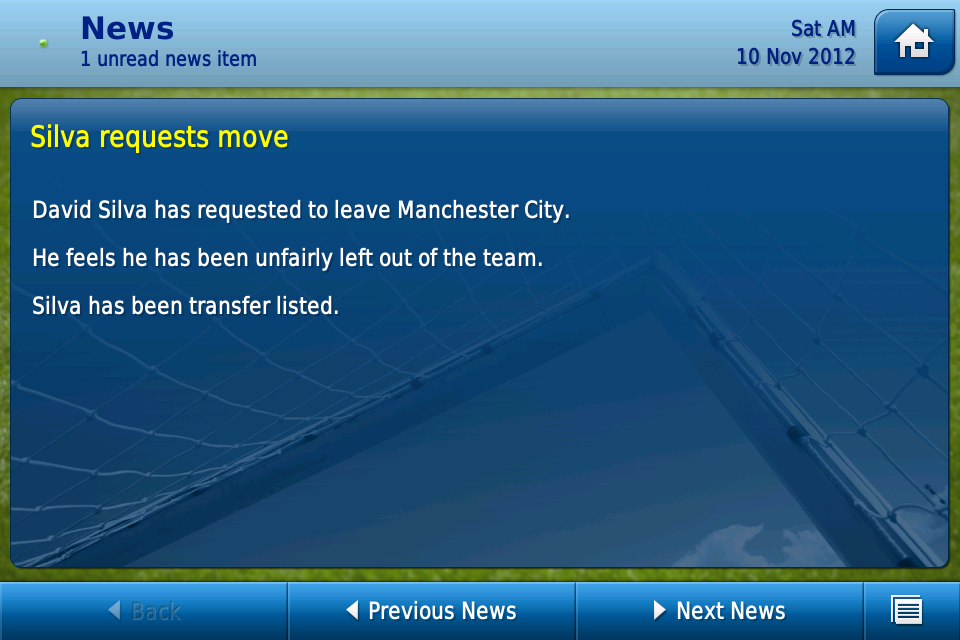 News
1 unread news item
Sat AM
10 Nov 2012
Silva requests move
David Silva has requested to leave Manchester City.
He feels he has been unfairly left out of the team.
Silva has been transfer listed.
Back
Previous News
Next News